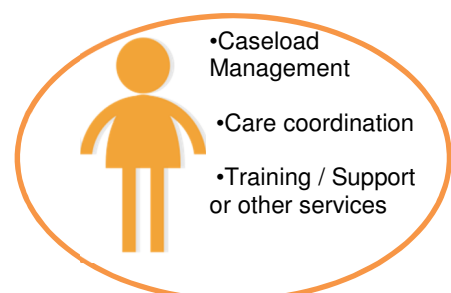 •Caseload
Management
•Care coordination
•Training / Support
or other services